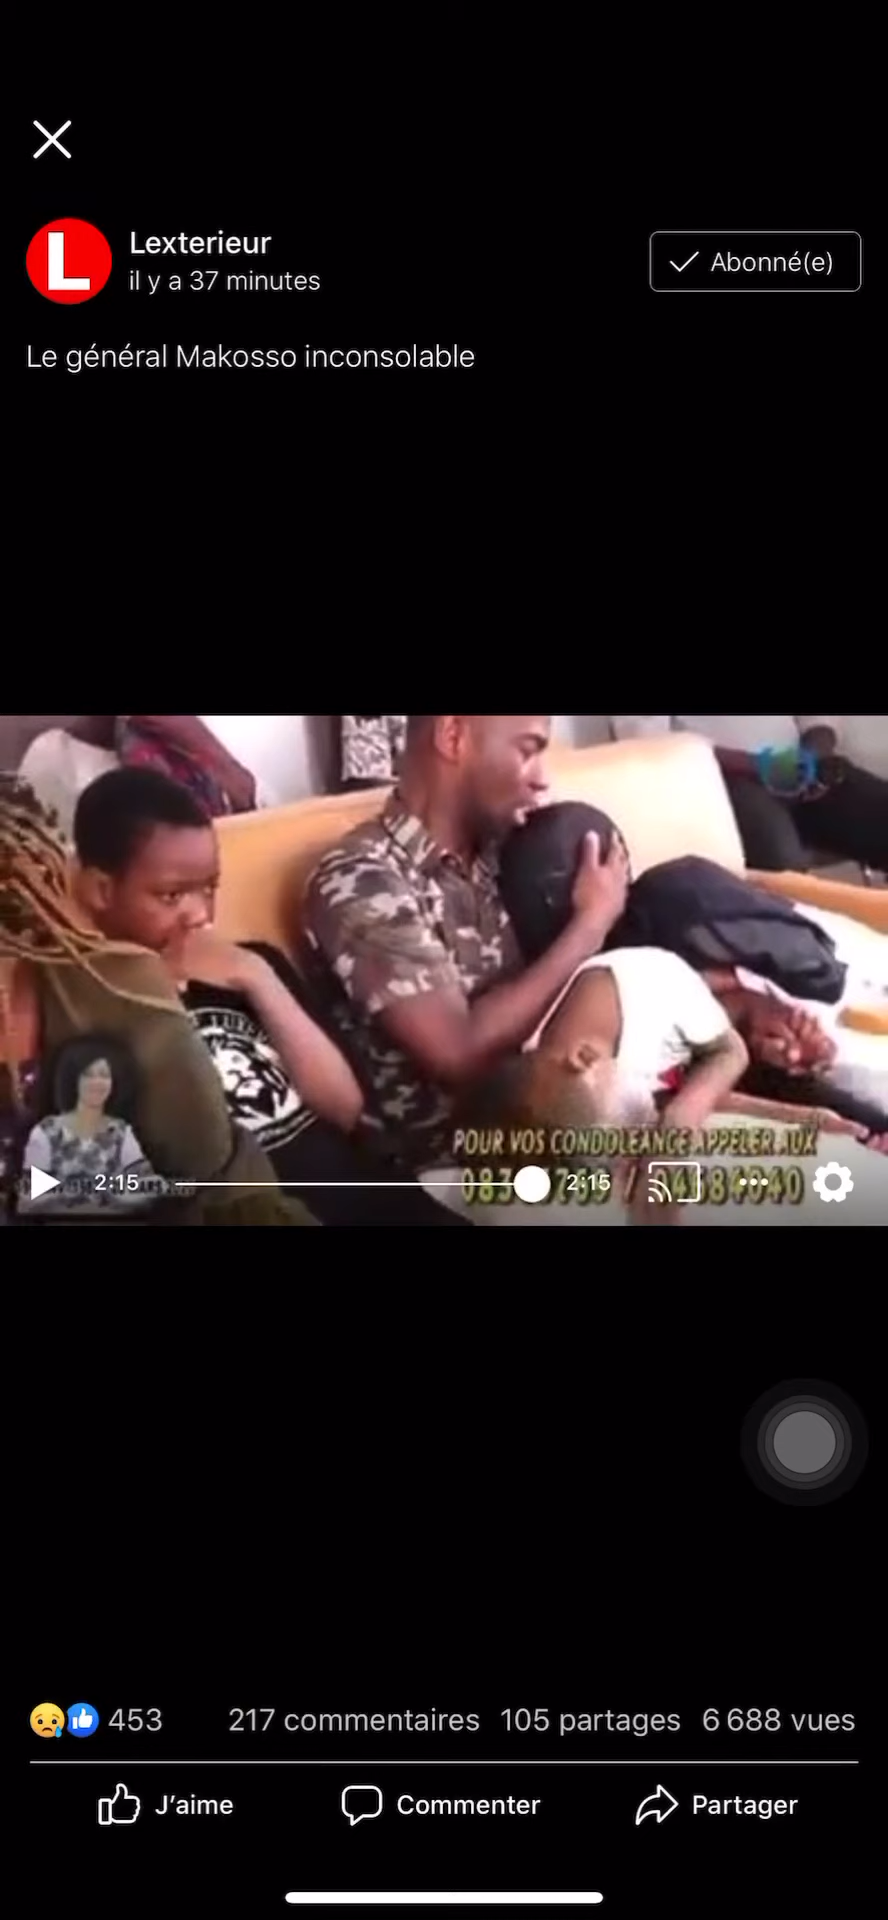 L
Lexterieur
il y a 37 minutes
Abonné(e)
Le général Makosso inconsolable
POUR VOS CONDOLEANCE APPELER AUX
2:15
2:15
453
217 commentaires
105 partages
6 688 vues
J’aime
Commenter
Partager